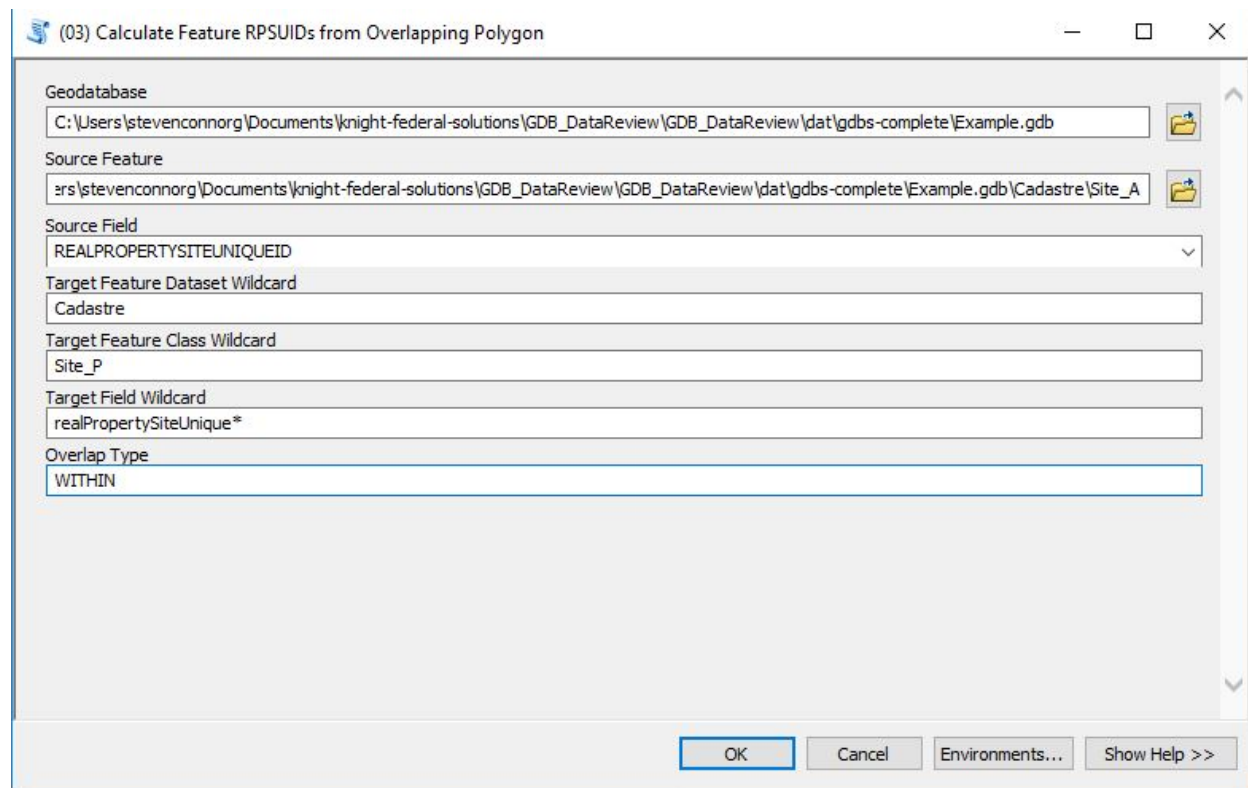 (03) Calculate Feature RPSUIDs from Overlapping Polygon
Geodatabase
C:\Users\stevenconnorg\Documents\knight-federal-solutions\GDB_DataReview\GDB_DataReview\dat\gdbs-complete\Example.gdb
Source Feature
ers\stevenconnorg\Documents\knight-federal-solutions\GDB_DataReview\GDB_DataReview\dat\gdbs-complete\Example.gdb\Cadastre\Site_A
Source Field
REALPROPERTYSITEUNIQUEID
Target Feature Dataset Wildcard
Cadastre
Target Feature Class Wildcard
Site_P
Target Field Wildcard
realPropertySiteUnique*
Overlap Type
WITHIN
OK Cancel Environments... Show Help >>